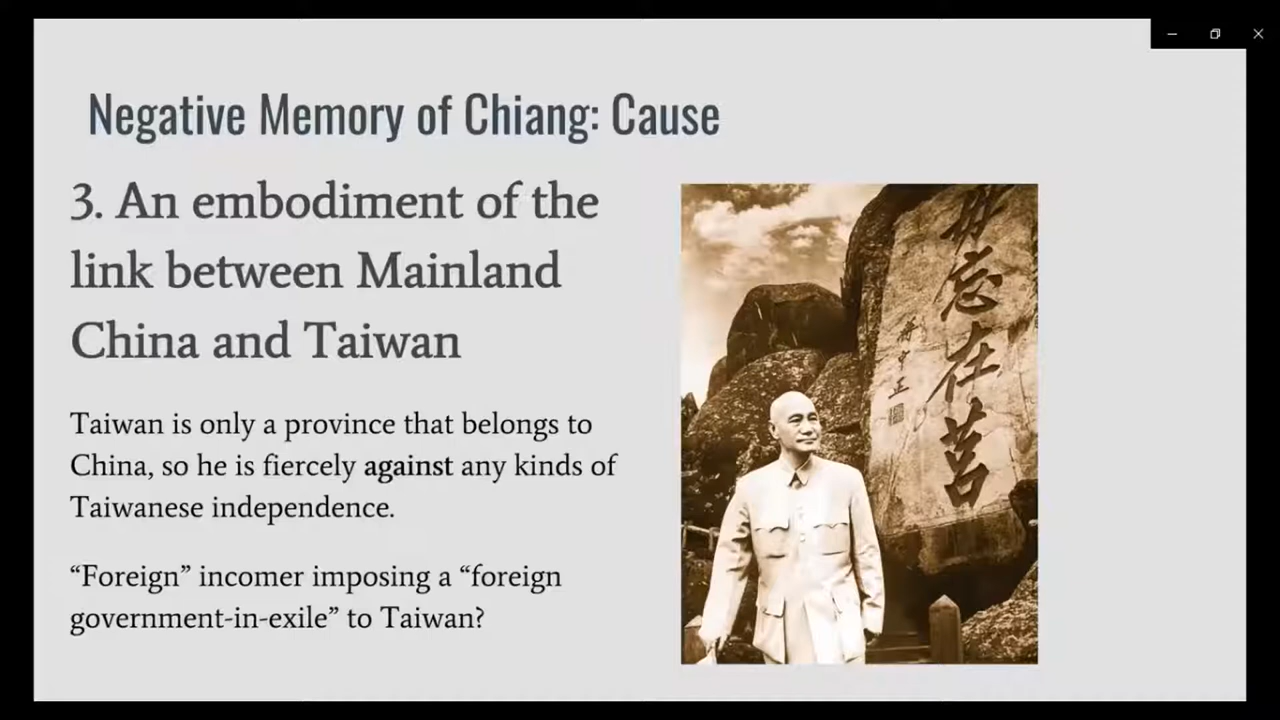 Negative Memory of Chiang: Cause
3. An embodiment of the
link between Mainland
China and Taiwan
Taiwan is only a province that belongs to
China, so he is fiercely against any kinds of
Taiwanese independence.
“Foreign” incomer imposing a “foreign
government-in-exile” to Taiwan?
毋忘在莒
蔣中正